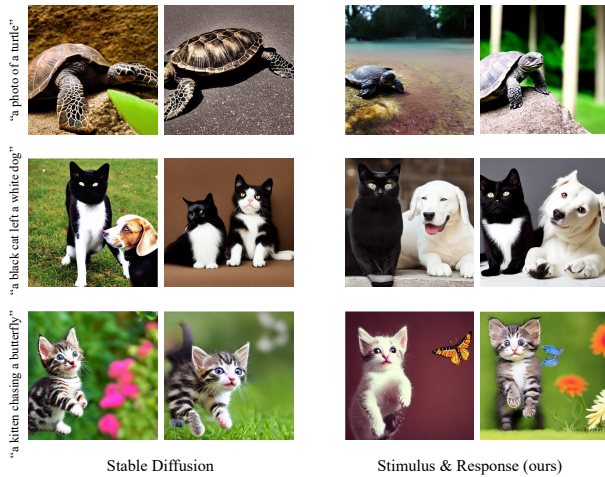 “a photo of a turtle”
“a black cat left a white dog”
“a kitten chasing a butterfly”
Stable Diffusion
Stimulus & Response (ours)